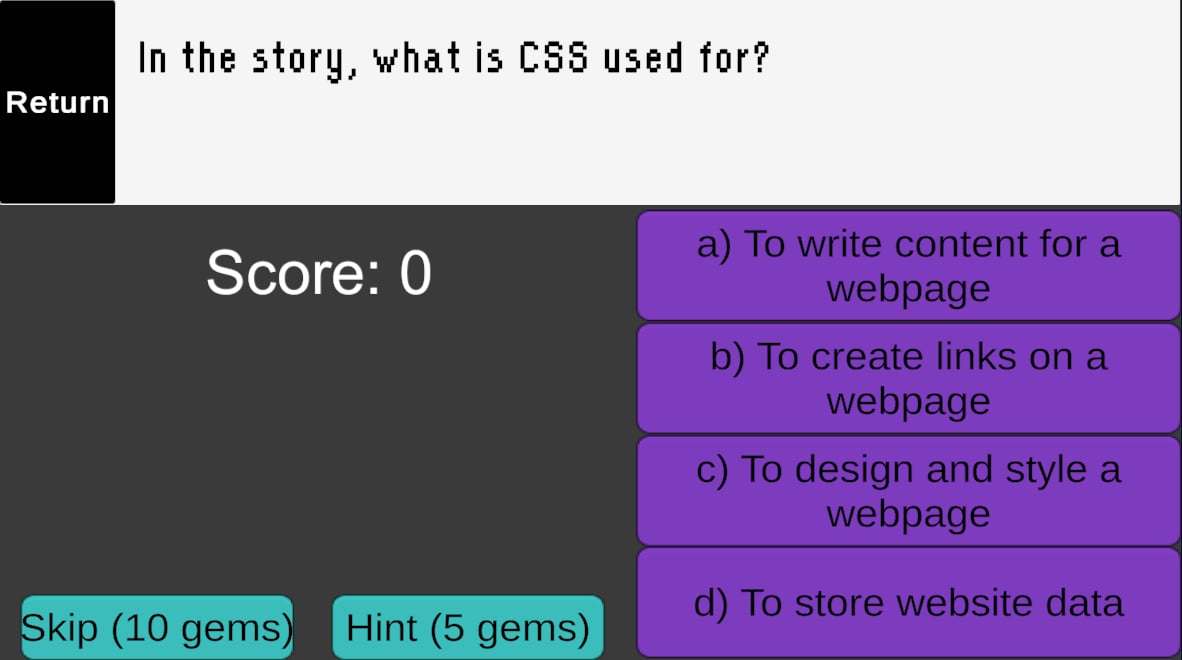 In the story, what is CSS used for?
Return
Score: 0
a) To write content for a
webpage
b) To create links on a
webpage
c) To design and style a
webpage
d) To store website data
Skip (10 gems)
Hint (5 gems)